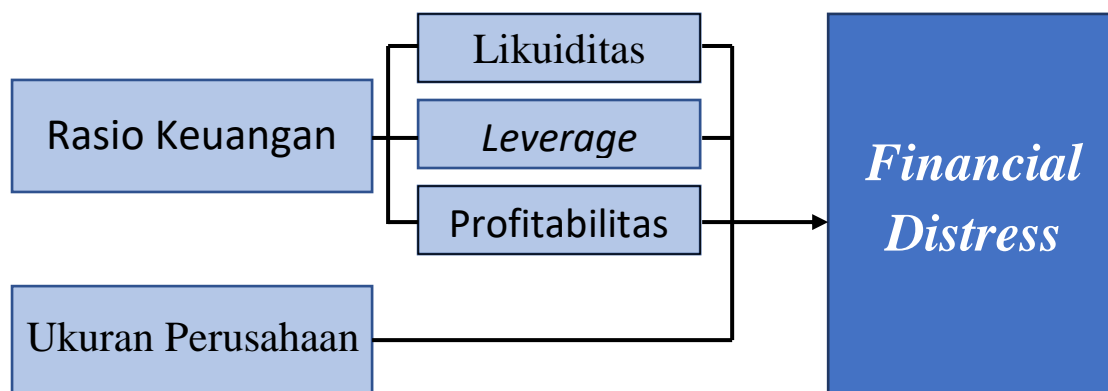 Rasio Keuangan
Likuiditas
Leverage
Profitabilitas
Ukuran Perusahaan
Financial
Distress